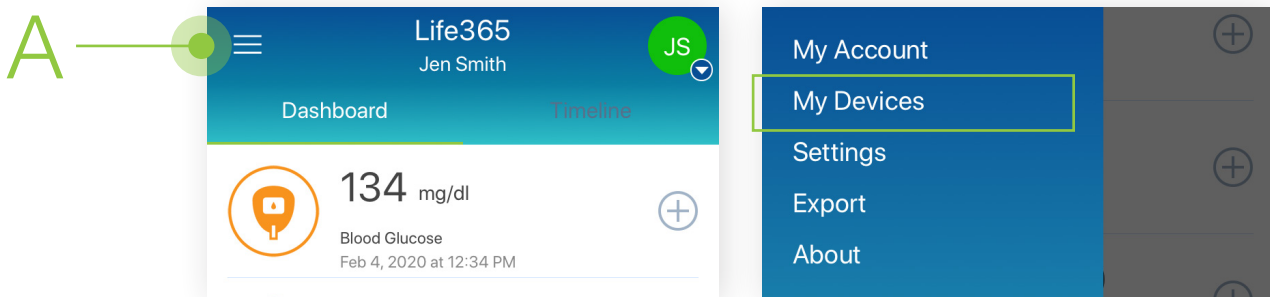 A
Life365
Jen Smith
JS
Dashboard
Timeline
134 mg/dl
Blood Glucose
Feb 4, 2020 at 12:34 PM
My Account
My Devices
Settings
Export
About